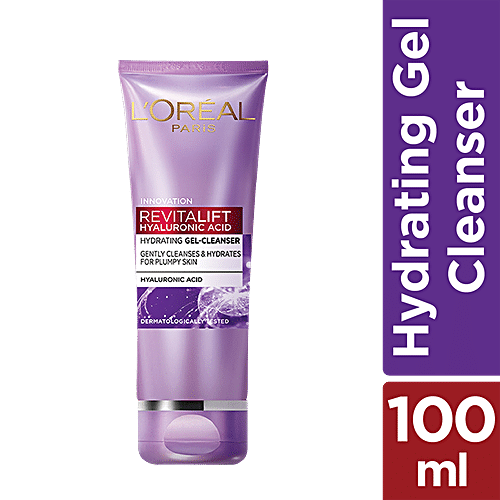 L'ORÉAL
PARIS
INNOVATION
REVITALIFT
HYALURONIC ACID
HYDRATING GEL-CLEANSER
GENTLY CLEANSES & HYDRATES
FOR PLUMPY SKIN
HYALURONIC ACID
DERMATOLOGICALLY TESTED
Hydrating Gel
Cleanser
100
ml